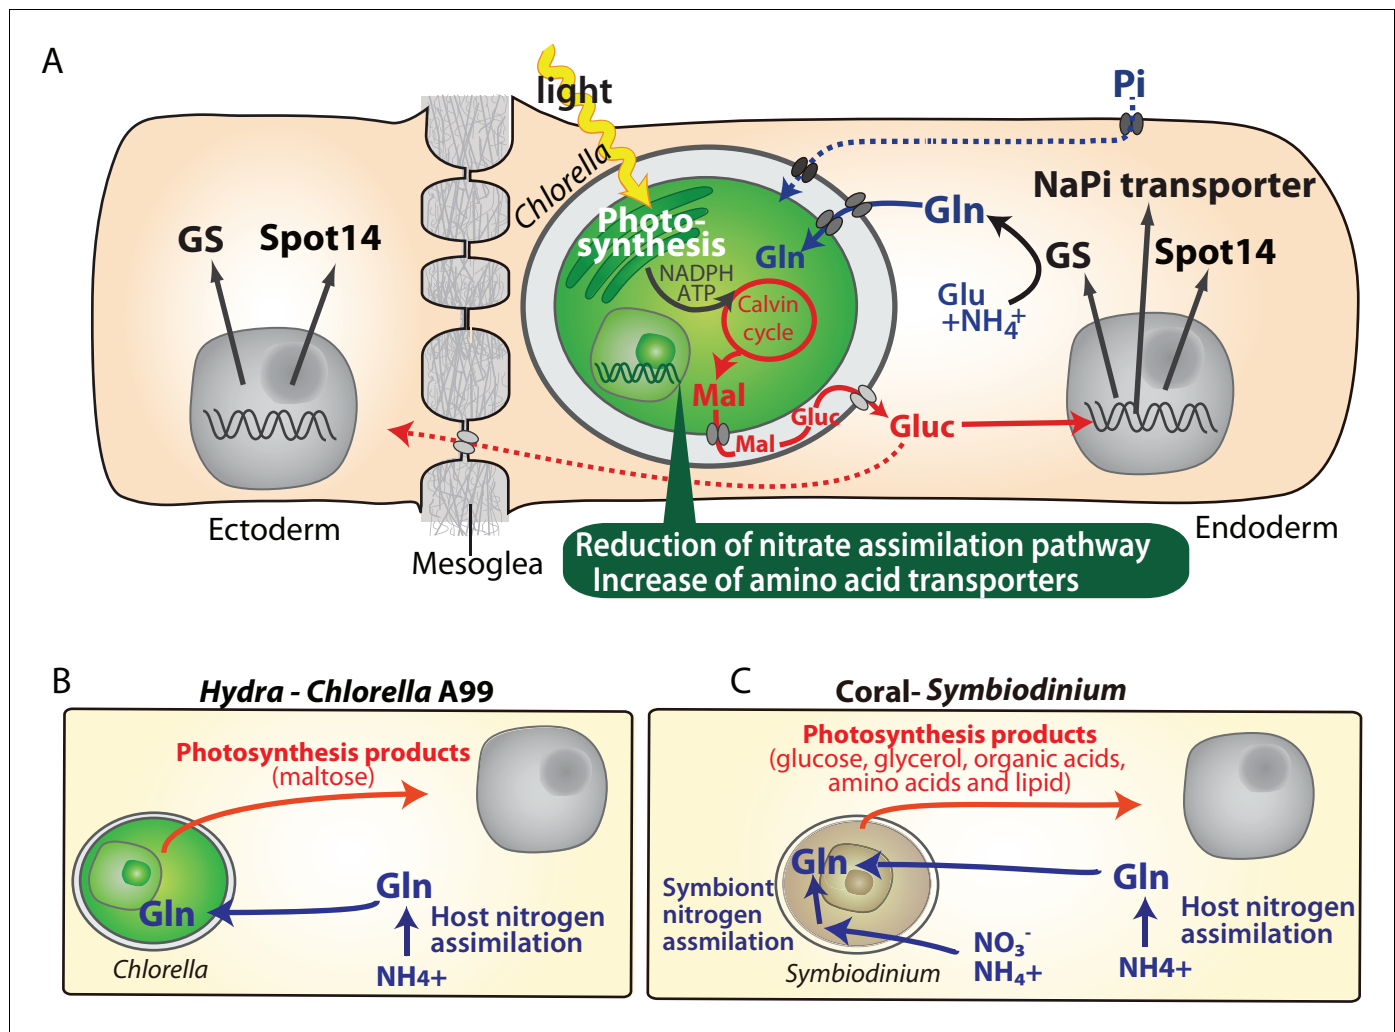 A
light
Pi
Chlorella
NaPi transporter
Gln
GS
Spot14
Photo-
synthesis
Gln
GS
Spot14
NADPH
ATP
Glu
+NH₄⁺
Calvin
cycle
Mal
Mal
Gluc
Gluc
Ectoderm
Mesoglea
Endoderm
Reduction of nitrate assimilation pathway
Increase of amino acid transporters
B
Hydra - Chlorella A99
Photosynthesis products
(maltose)
Gln
Gln
Host nitrogen
assimilation
Chlorella
NH4+
C
Coral- Symbiodinium
Photosynthesis products
(glucose, glycerol, organic acids,
amino acids and lipid)
Gln
Gln
Symbiont
nitrogen
assmilation
Host nitrogen
assimilation
NO₃⁻
NH₄+
NH4+
Symbiodinium